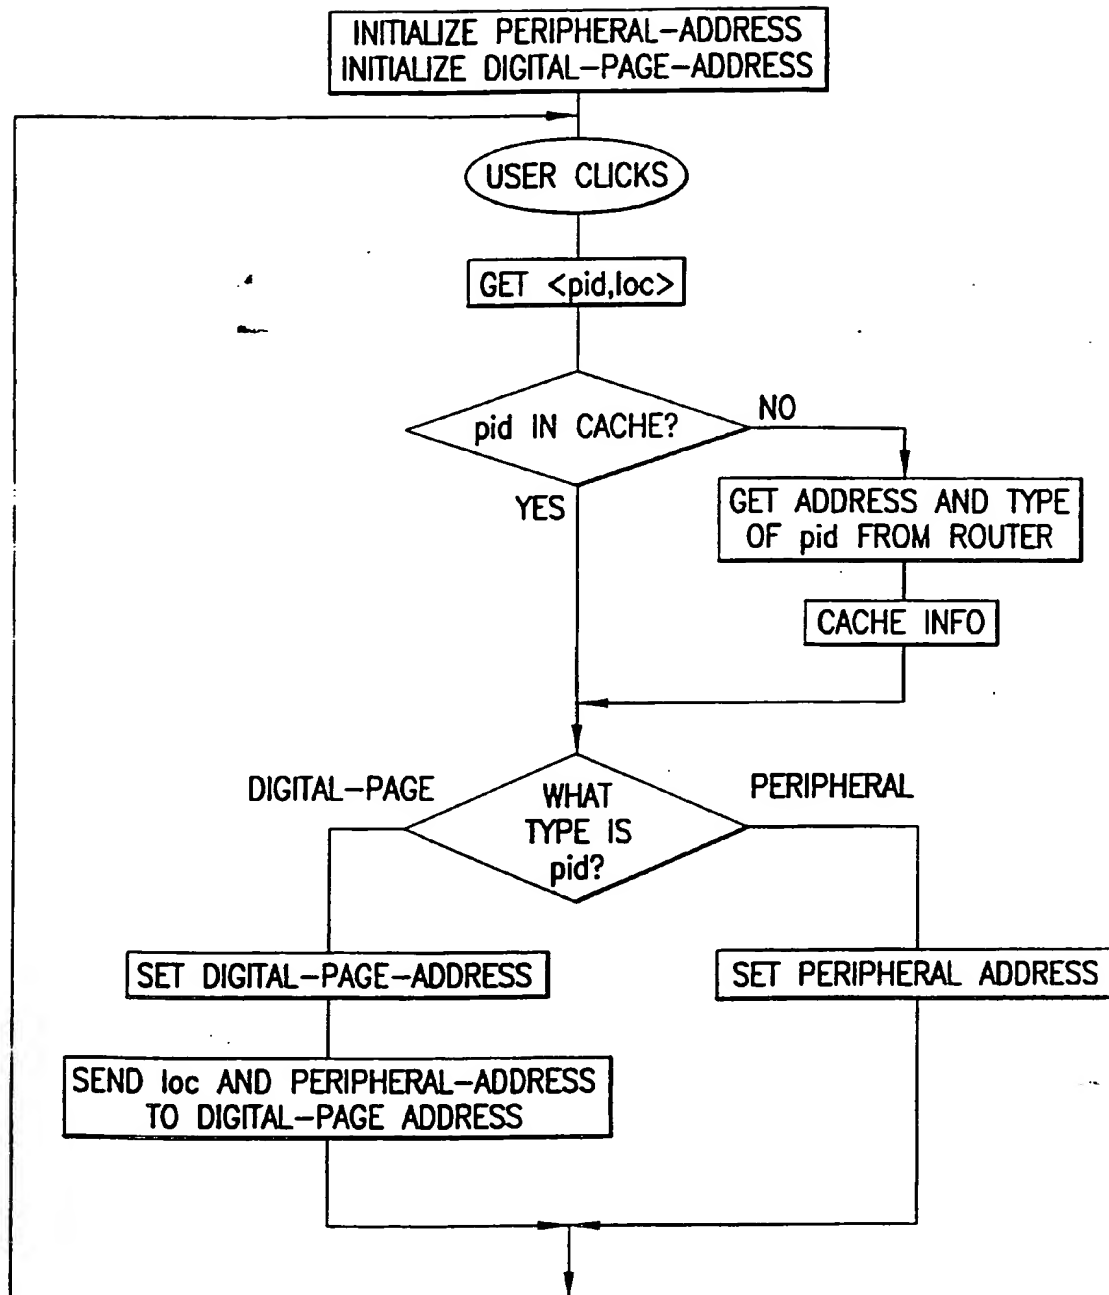 INITIALIZE PERIPHERAL-ADDRESS
INITIALIZE DIGITAL-PAGE-ADDRESS
USER CLICKS
GET <pid,loc>
pid IN CACHE?
NO
YES
GET ADDRESS AND TYPE
OF pid FROM ROUTER
CACHE INFO
DIGITAL-PAGE
WHAT
TYPE IS
pid?
PERIPHERAL
SET DIGITAL-PAGE-ADDRESS
SET PERIPHERAL ADDRESS
SEND loc AND PERIPHERAL-ADDRESS
TO DIGITAL-PAGE ADDRESS